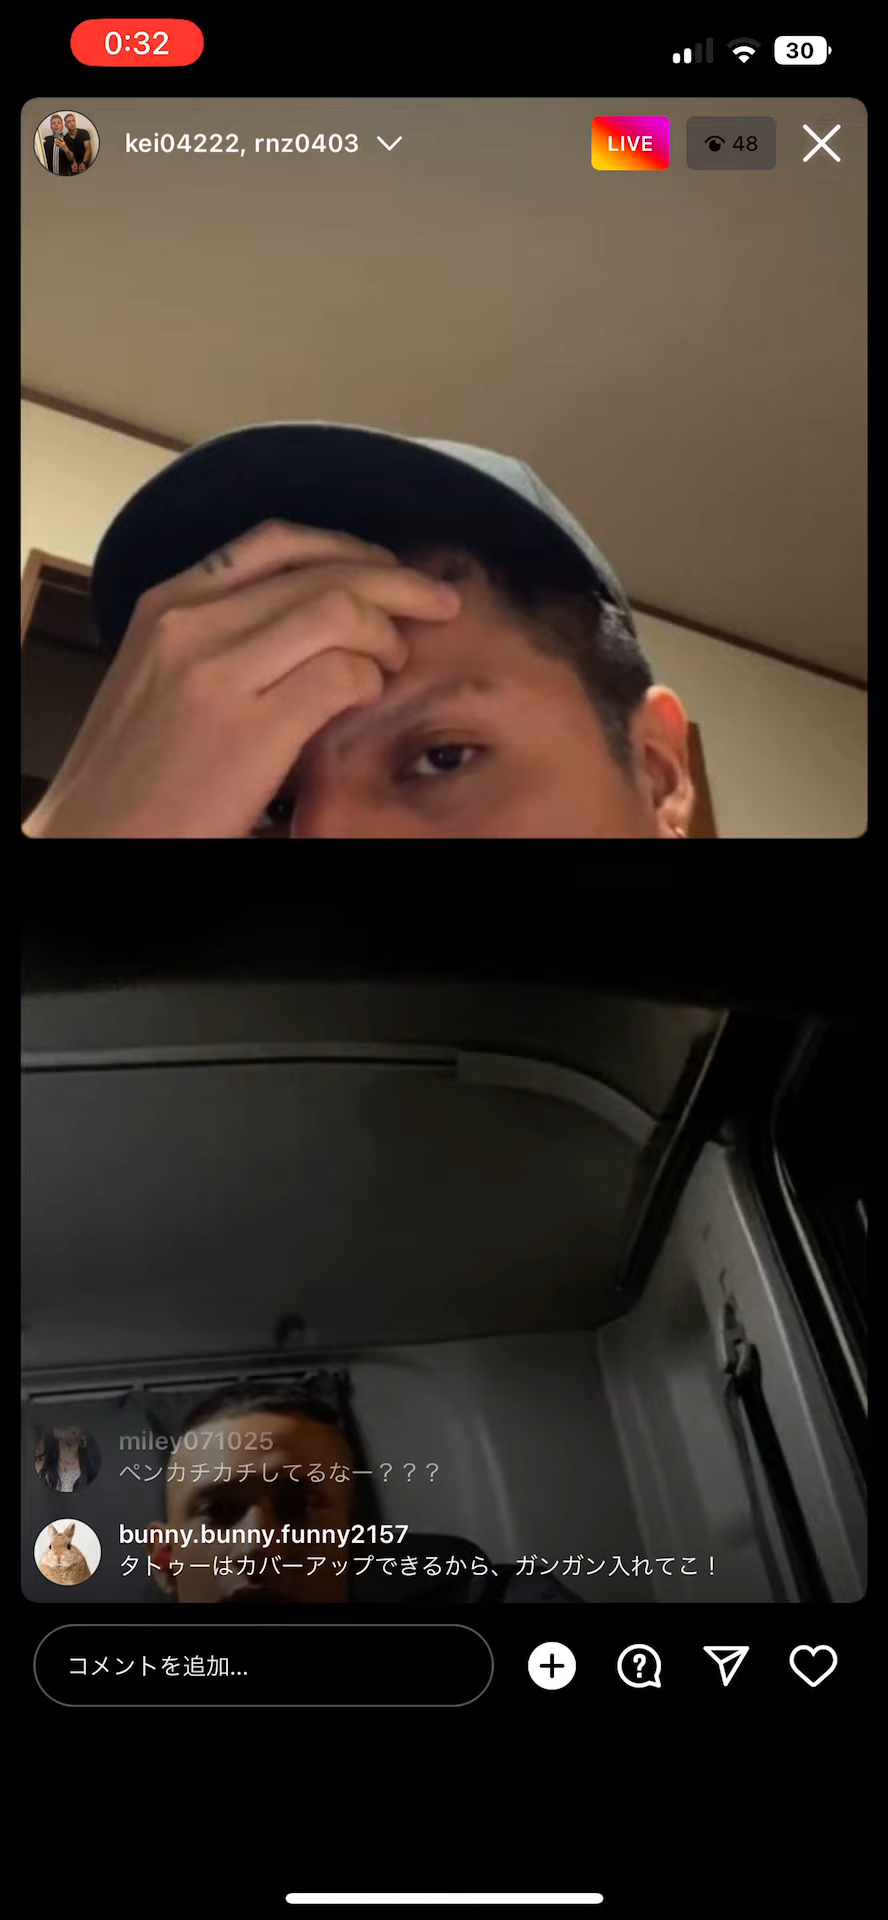 0:32
30
kei04222, rnz0403
LIVE
48
miley071025
ペンカチカチしてるなー？？？
bunny.bunny.funny2157
タトゥーはカバーアップできるから、ガンガン入れてこ！
コメントを追加...